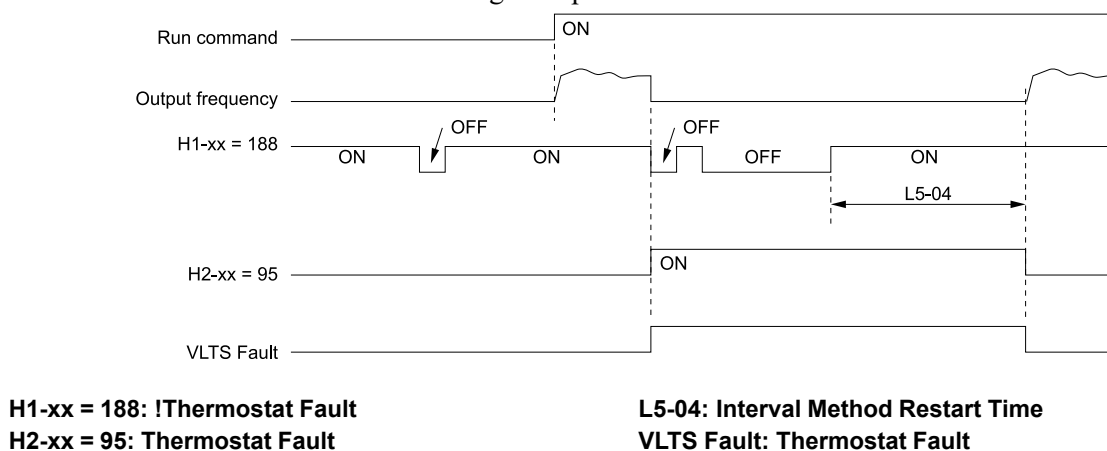 Run command
ON
Output frequency
OFF
OFF
H1-xx = 188
ON
ON
OFF
ON
L5-04
H2-xx = 95
ON
VLTS Fault
H1-xx = 188: !Thermostat Fault
L5-04: Interval Method Restart Time
H2-xx = 95: Thermostat Fault
VLTS Fault: Thermostat Fault